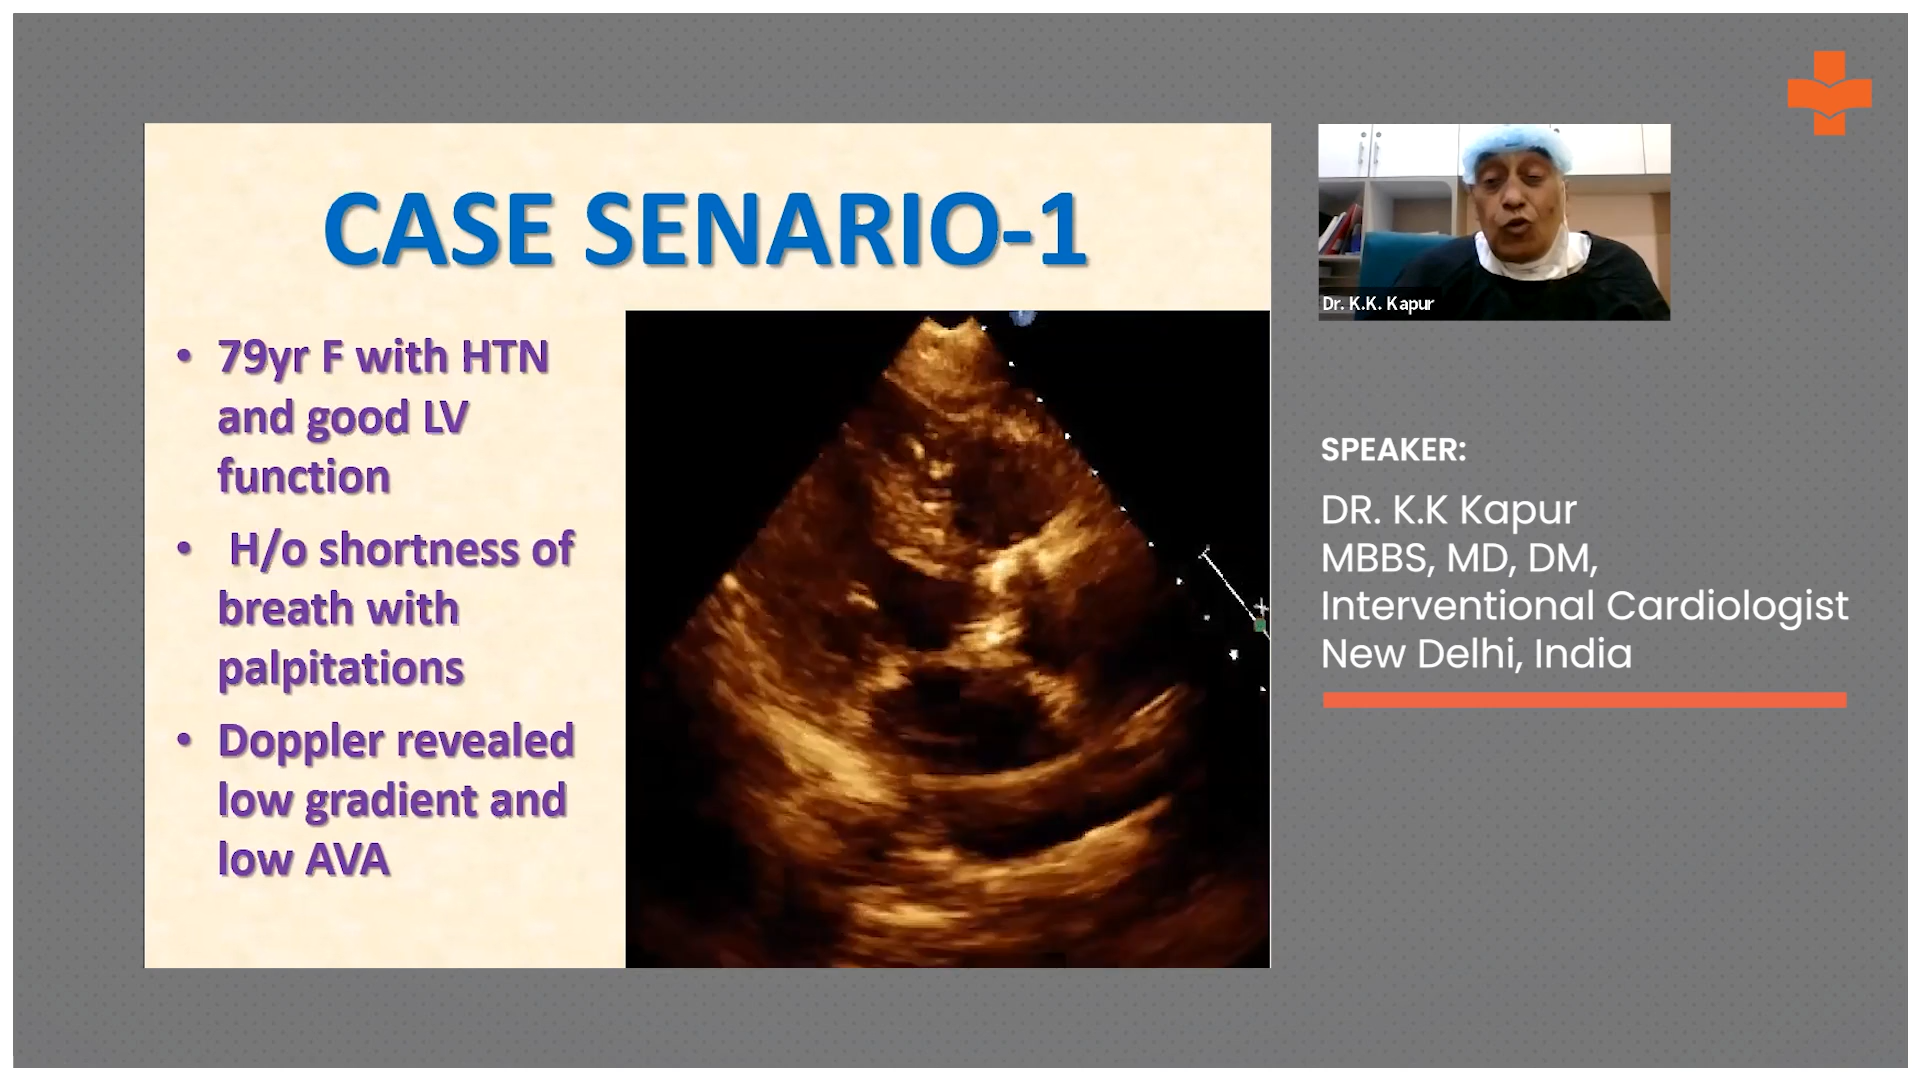 CASE SENARIO-1
• 79yr F with HTN
and good LV
function
• H/o shortness of
breath with
palpitations
• Doppler revealed
low gradient and
low AVA
Dr. K.K. Kapur
SPEAKER:
DR. K.K Kapur
MBBS, MD, DM,
Interventional Cardiologist
New Delhi, India